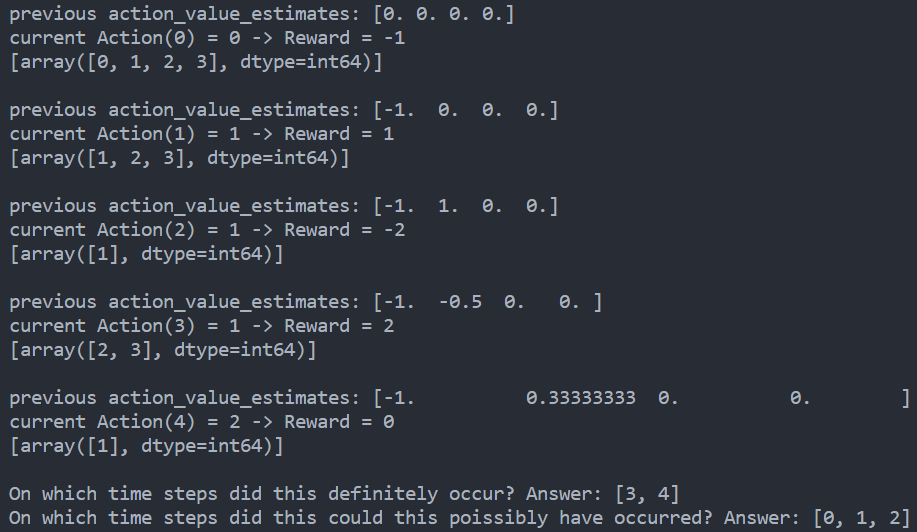 previous action_value_estimates: [0. 0. 0. 0.]
current Action(0) = 0 -> Reward = -1
[array([0, 1, 2, 3], dtype=int64)]
previous action_value_estimates: [-1.  0.  0.  0.]
current Action(1) = 1 -> Reward = 1
[array([1, 2, 3], dtype=int64)]
previous action_value_estimates: [-1.  1.  0.  0.]
current Action(2) = 1 -> Reward = -2
[array([1], dtype=int64)]
previous action_value_estimates: [-1.  -0.5  0.   0. ]
current Action(3) = 1 -> Reward = 2
[array([2, 3], dtype=int64)]
previous action_value_estimates: [-1.          0.33333333  0.          0.        ]
current Action(4) = 2 -> Reward = 0
[array([1], dtype=int64)]
On which time steps did this definitely occur? Answer: [3, 4]
On which time steps did this could this poissibly have occurred? Answer: [0, 1, 2]